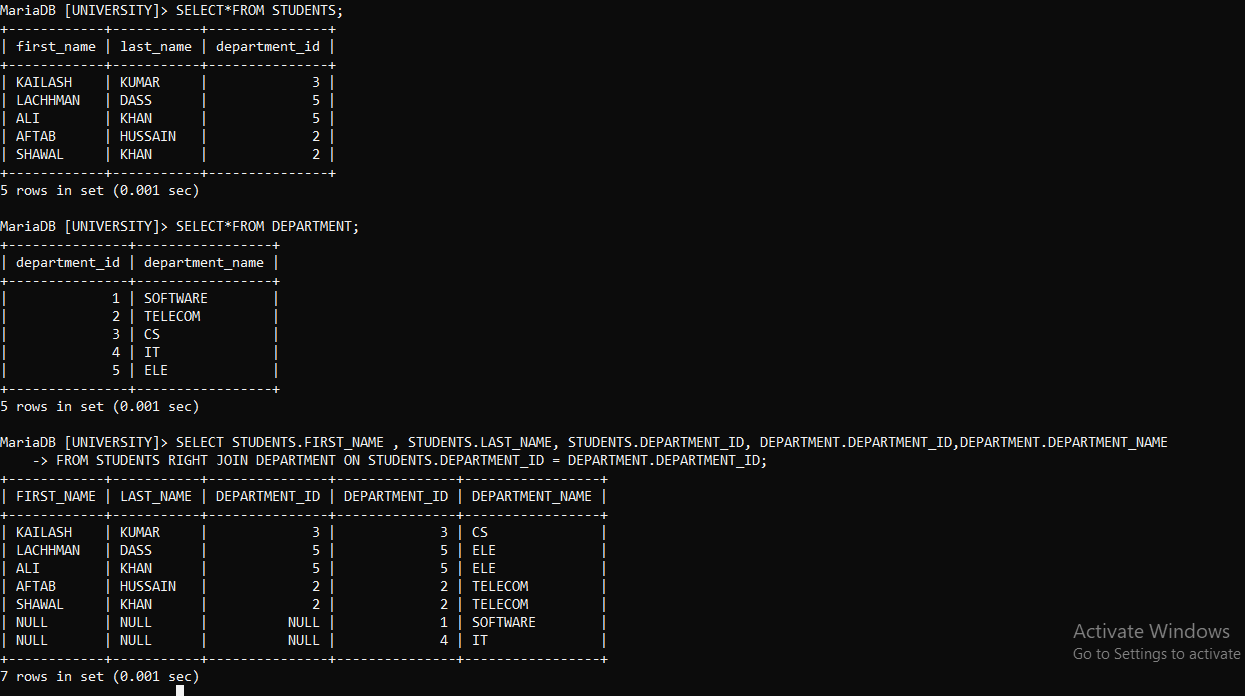 MariaDB [UNIVERSITY]> SELECT*FROM STUDENTS;
+------------+-----------+---------------+
| first_name | last_name | department_id |
+------------+-----------+---------------+
| KAILASH    | KUMAR     |             3 |
| LACHHMAN   | DASS      |             5 |
| ALI        | KHAN      |             5 |
| AFTAB      | HUSSAIN   |             2 |
| SHAWAL     | KHAN      |             2 |
+------------+-----------+---------------+
5 rows in set (0.001 sec)

MariaDB [UNIVERSITY]> SELECT*FROM DEPARTMENT;
+---------------+-----------------+
| department_id | department_name |
+---------------+-----------------+
|             1 | SOFTWARE        |
|             2 | TELECOM         |
|             3 | CS              |
|             4 | IT              |
|             5 | ELE             |
+---------------+-----------------+
5 rows in set (0.001 sec)

MariaDB [UNIVERSITY]> SELECT STUDENTS.FIRST_NAME , STUDENTS.LAST_NAME, STUDENTS.DEPARTMENT_ID, DEPARTMENT.DEPARTMENT_ID,DEPARTMENT.DEPARTMENT_NAME
    -> FROM STUDENTS RIGHT JOIN DEPARTMENT ON STUDENTS.DEPARTMENT_ID = DEPARTMENT.DEPARTMENT_ID;
+------------+-----------+---------------+---------------+-----------------+
| FIRST_NAME | LAST_NAME | DEPARTMENT_ID | DEPARTMENT_ID | DEPARTMENT_NAME |
+------------+-----------+---------------+---------------+-----------------+
| KAILASH    | KUMAR     |             3 |             3 | CS              |
| LACHHMAN   | DASS      |             5 |             5 | ELE             |
| ALI        | KHAN      |             5 |             5 | ELE             |
| AFTAB      | HUSSAIN   |             2 |             2 | TELECOM         |
| SHAWAL     | KHAN      |             2 |             2 | TELECOM         |
| NULL       | NULL      |          NULL |             1 | SOFTWARE        |
| NULL       | NULL      |          NULL |             4 | IT              |
+------------+-----------+---------------+---------------+-----------------+
7 rows in set (0.001 sec)
Activate Windows
Go to Settings to activate